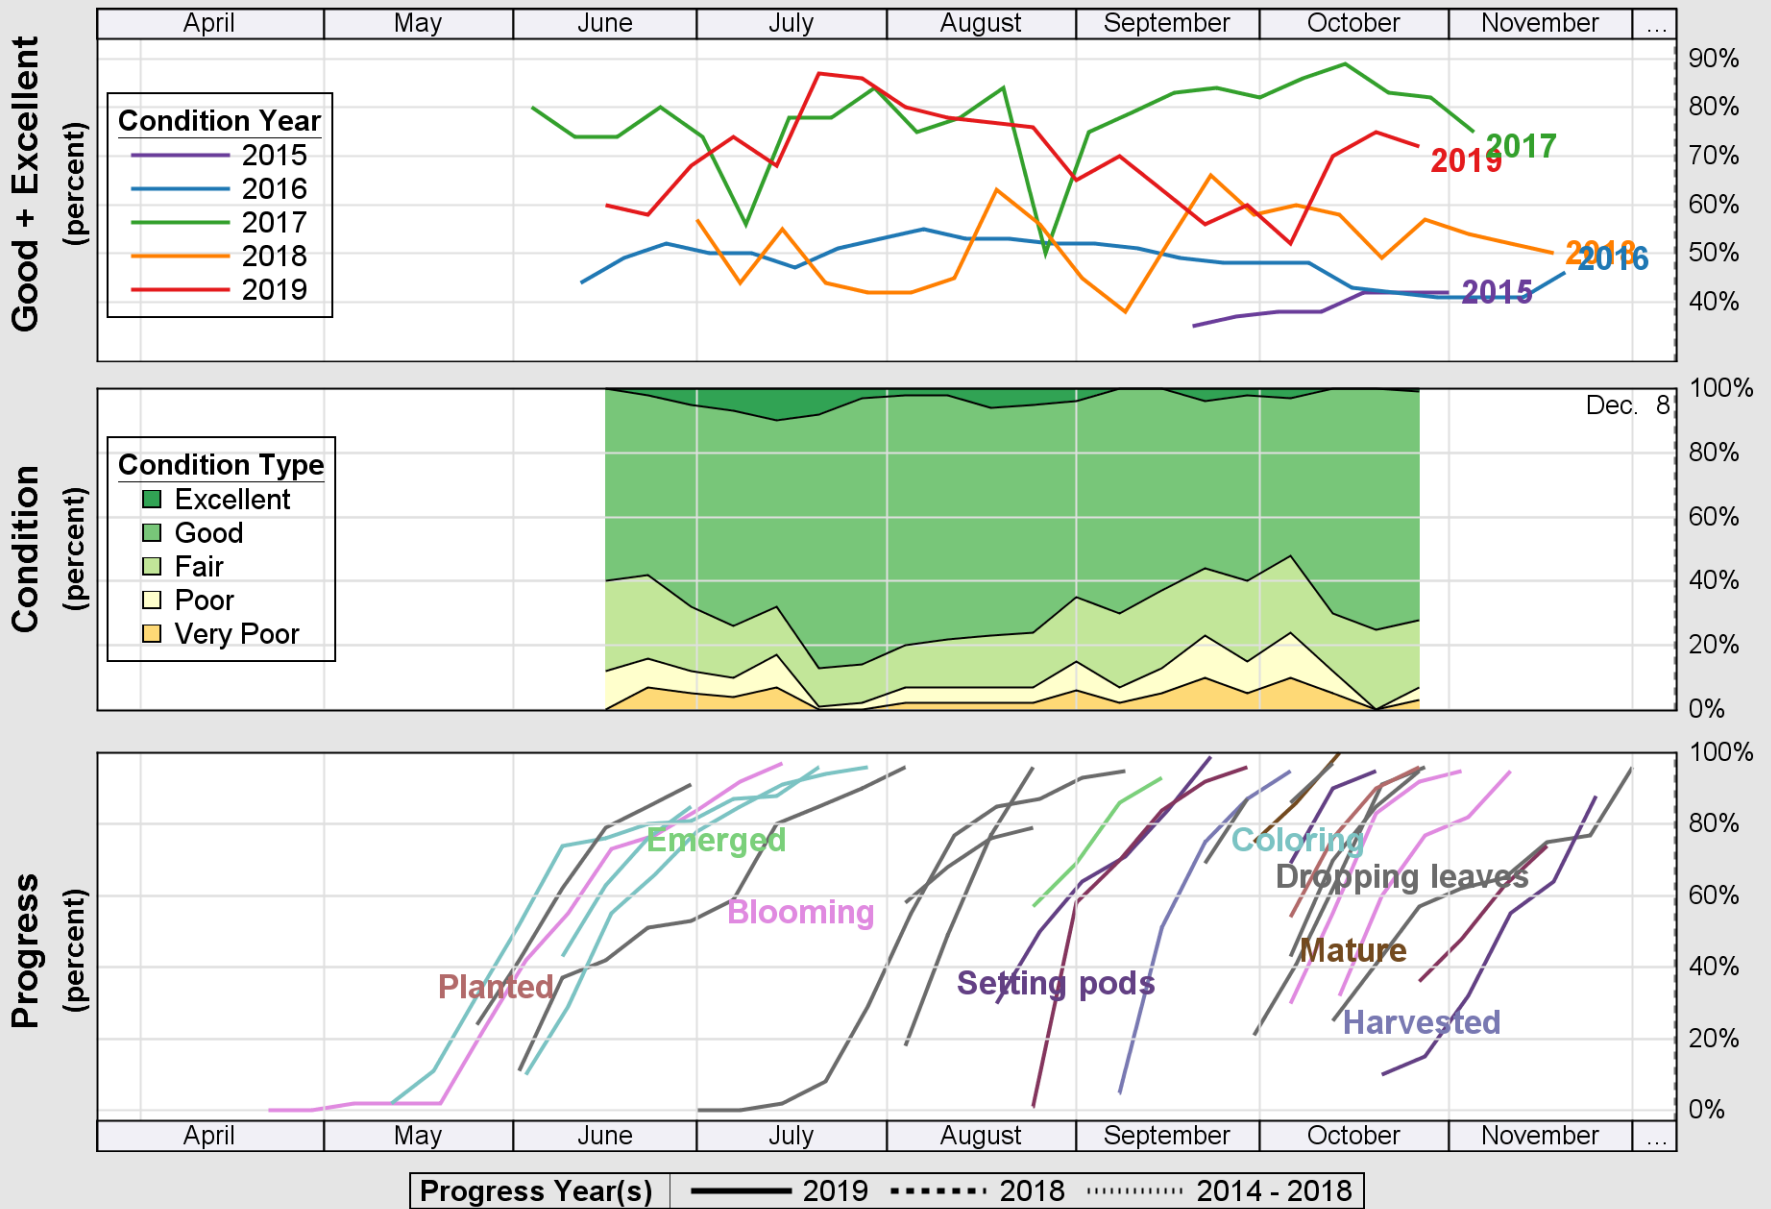 April May June July August September October November ...
Good + Excellent
(percent)
90%
80%
70%
60%
50%
40%
Condition Year
2015
2016
2017
2018
2019
2017
2019
2018
2016
2015
Condition
(percent)
100%
80%
60%
40%
20%
0%
Dec. 8
Condition Type
Excellent
Good
Fair
Poor
Very Poor
Progress
(percent)
100%
80%
60%
40%
20%
0%
Emerged
Coloring
Dropping leaves
Blooming
Mature
Planted
Setting pods
Harvested
April May June July August September October November ...
Progress Year(s) 2019 2018 2014 - 2018